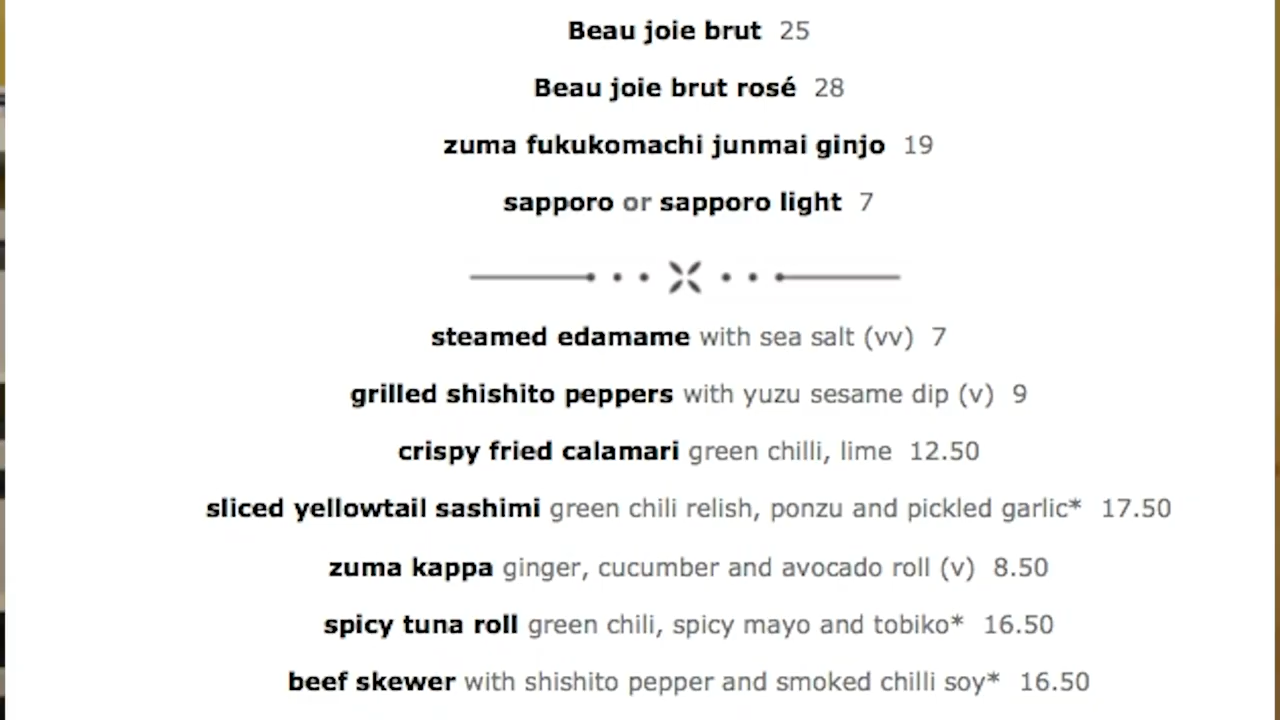 Beau joie brut 25
Beau joie brut rosé 28
zuma fukukomachi junmai ginjo 19
sapporo or sapporo light 7
steamed edamame with sea salt (vv) 7
grilled shishito peppers with yuzu sesame dip (v) 9
crispy fried calamari green chilli, lime 12.50
sliced yellowtail sashimi green chili relish, ponzu and pickled garlic* 17.50
zuma kappa ginger, cucumber and avocado roll (v) 8.50
spicy tuna roll green chili, spicy mayo and tobiko* 16.50
beef skewer with shishito pepper and smoked chilli soy* 16.50